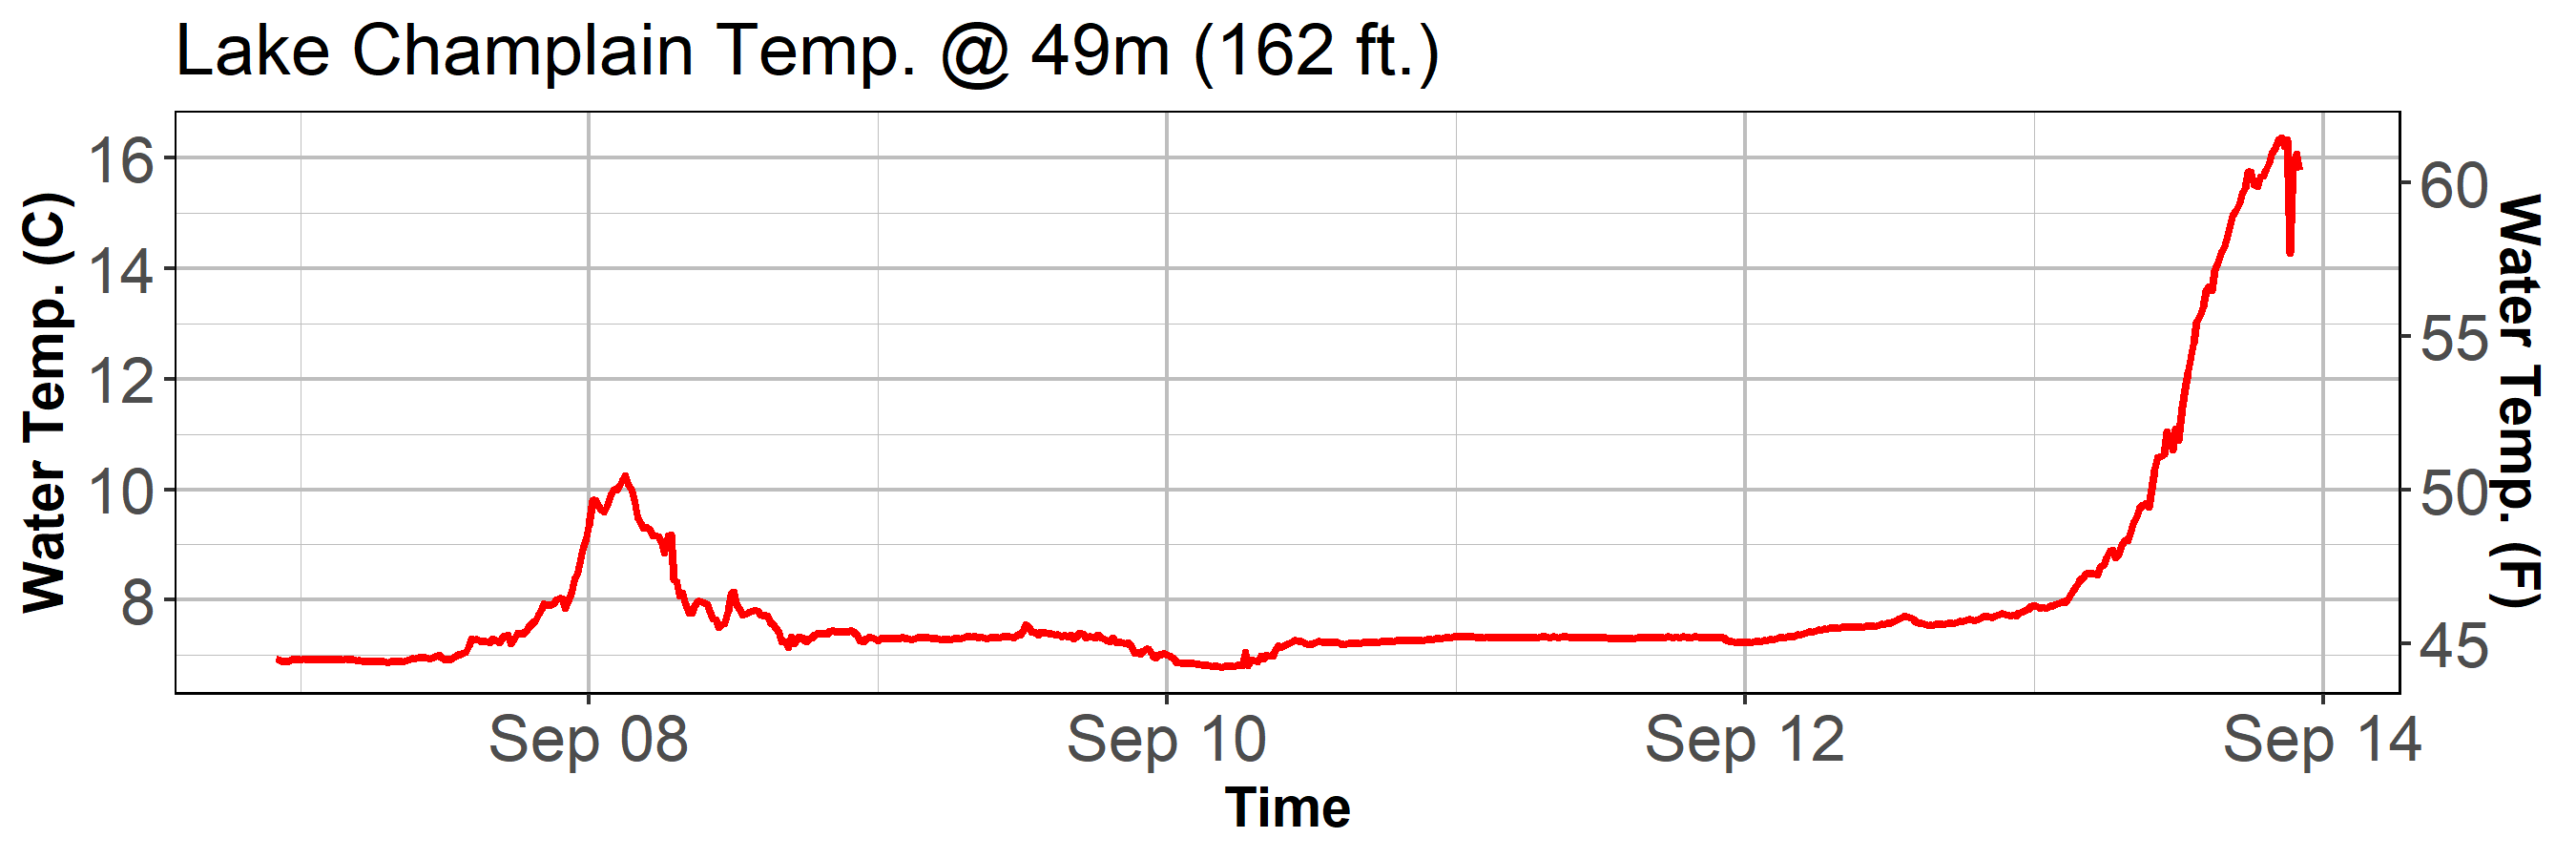 Lake Champlain Temp. @ 49m (162 ft.)
Water Temp. (C)
16
14
12
10
8
60
55
50
45
Water Temp. (F)
Sep 08
Sep 10
Sep 12
Sep 14
Time